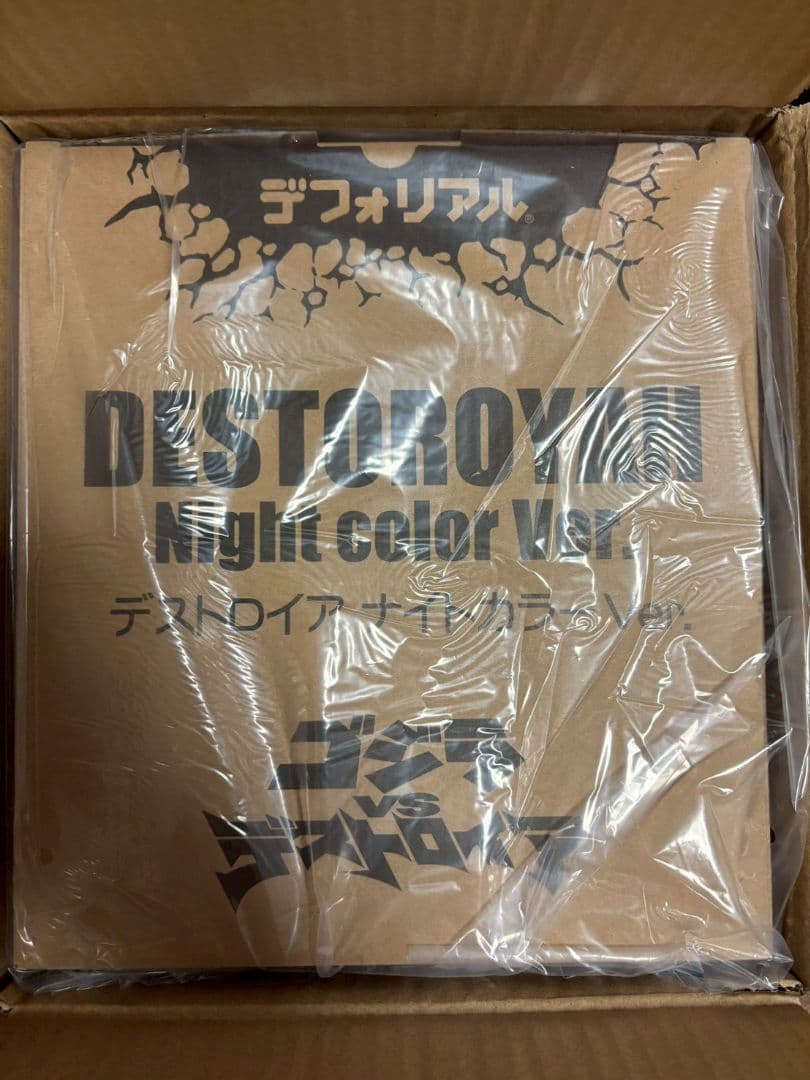 デフォリアル®
DESTOROYAH
Night color Ver.
デストロイア ナイトカラーVer.
ゴジラ
VS
デストロイア